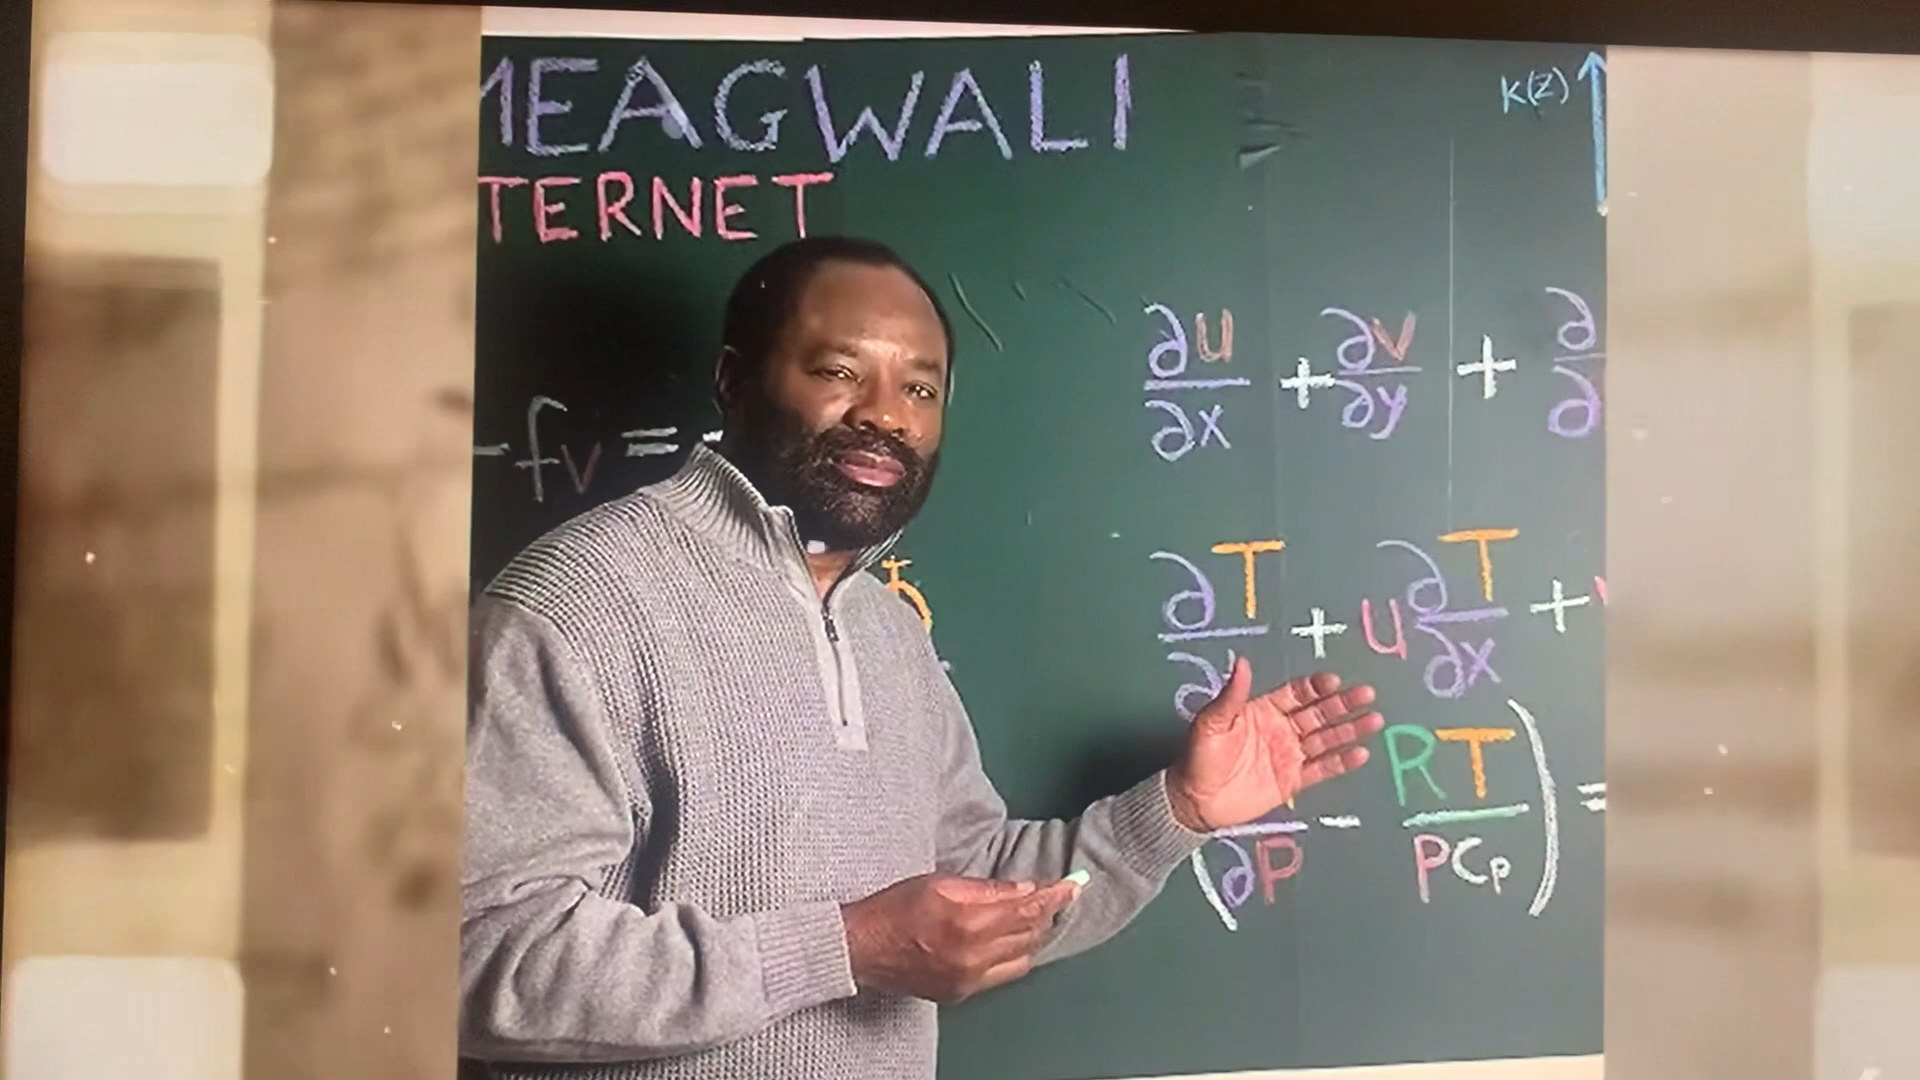 MEAGWALI
TERNET
K(Z)
∂u/∂x + ∂v/∂y + ∂/∂
-fv = -
∂T/∂ + u ∂T/∂x +
(/∂P - RT/PCp) =